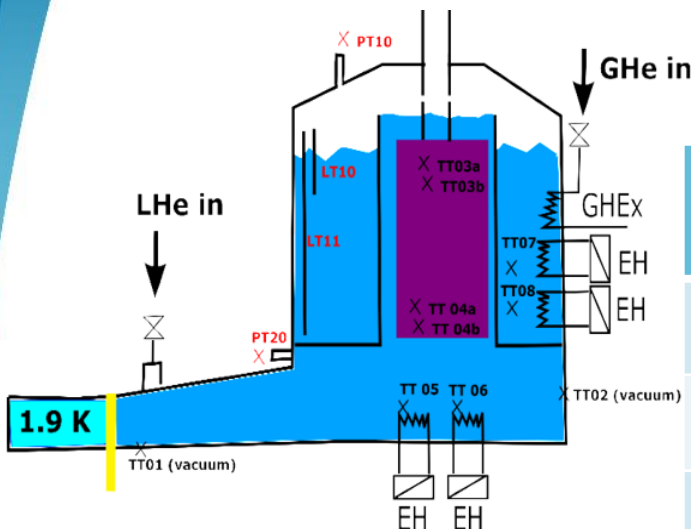 PT10
GHe in
TT03a
TT03b
LT10
GHEx
LHe in
LT11
TT07
EH
TT08
EH
TT 04a
TT 04b
PT20
TT 05
TT 06
TT02 (vacuum)
1.9 K
TT01 (vacuum)
EH
EH